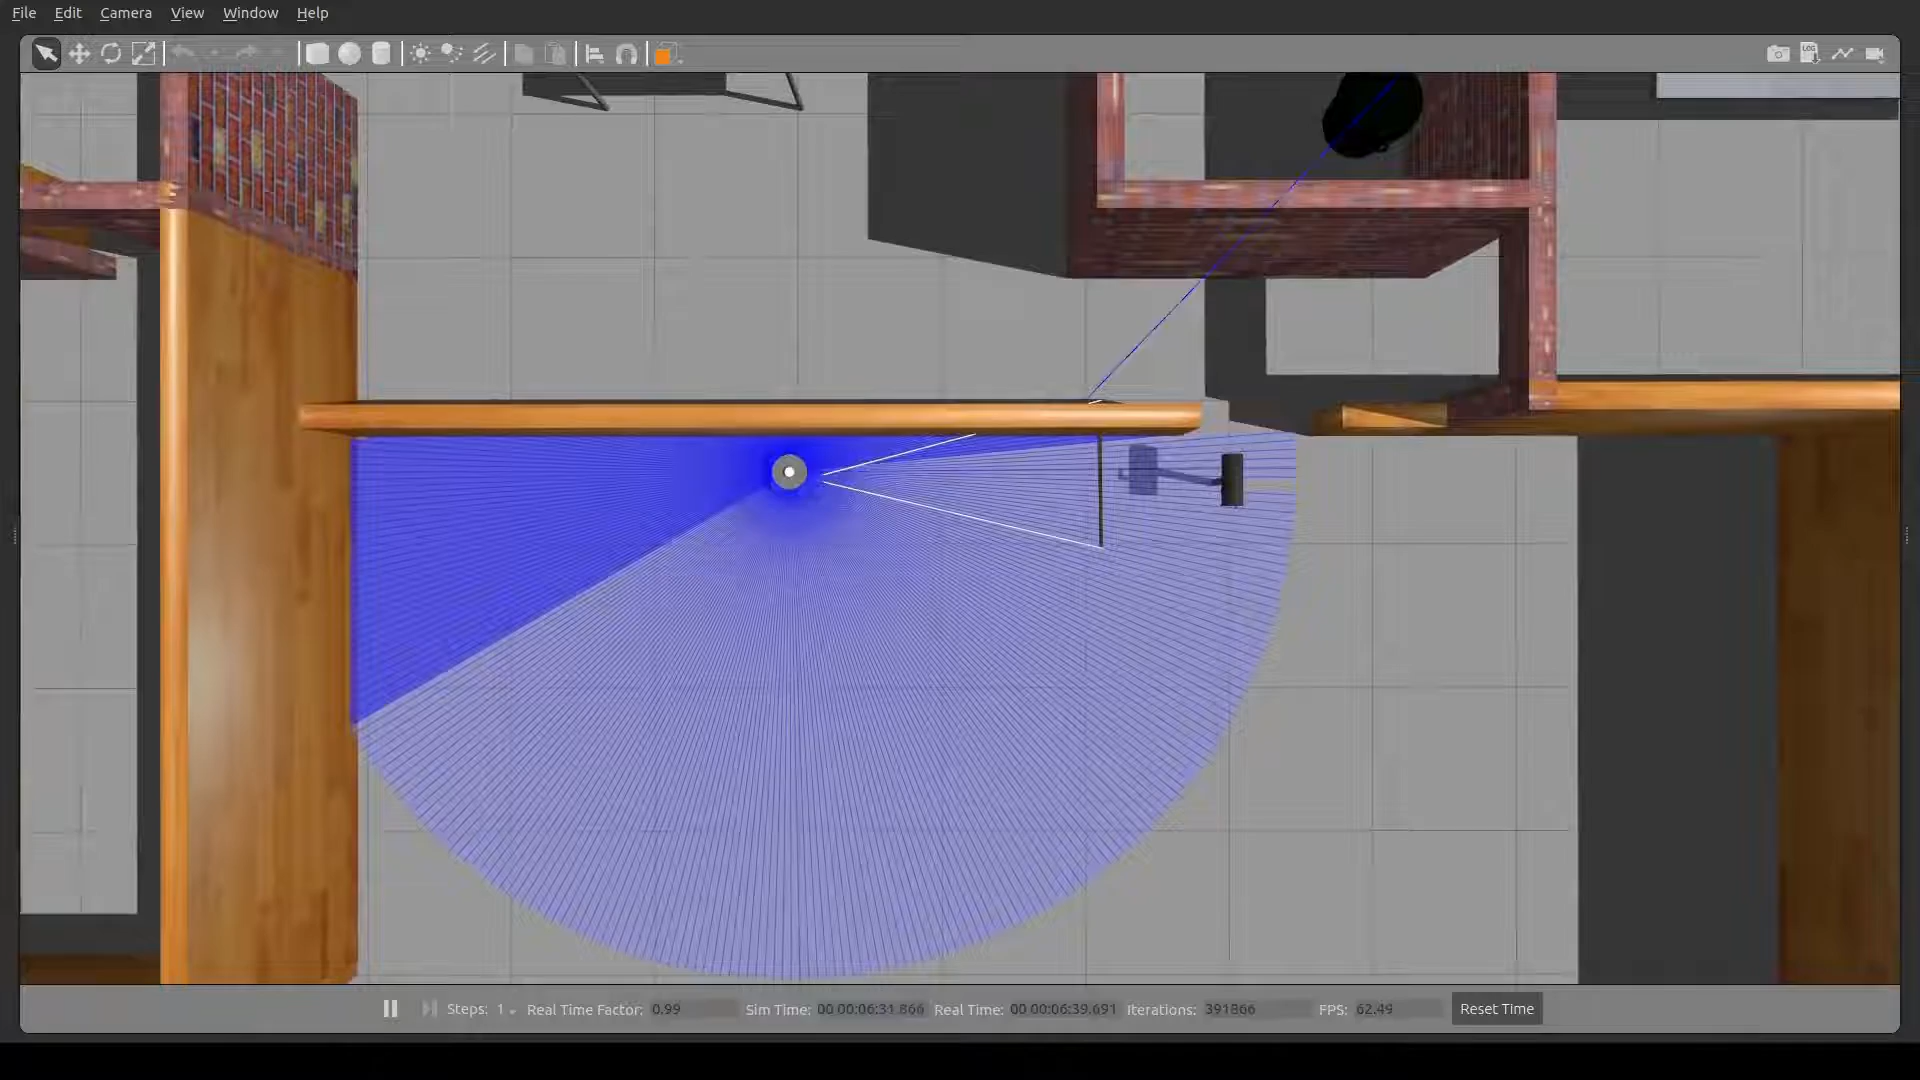 File Edit Camera View Window Help
LOG
Steps: 1 Real Time Factor: 0.99 Sim Time: 00 00:06:31.866 Real Time: 00 00:06:39.691 Iterations: 391866 FPS: 62.49 Reset Time